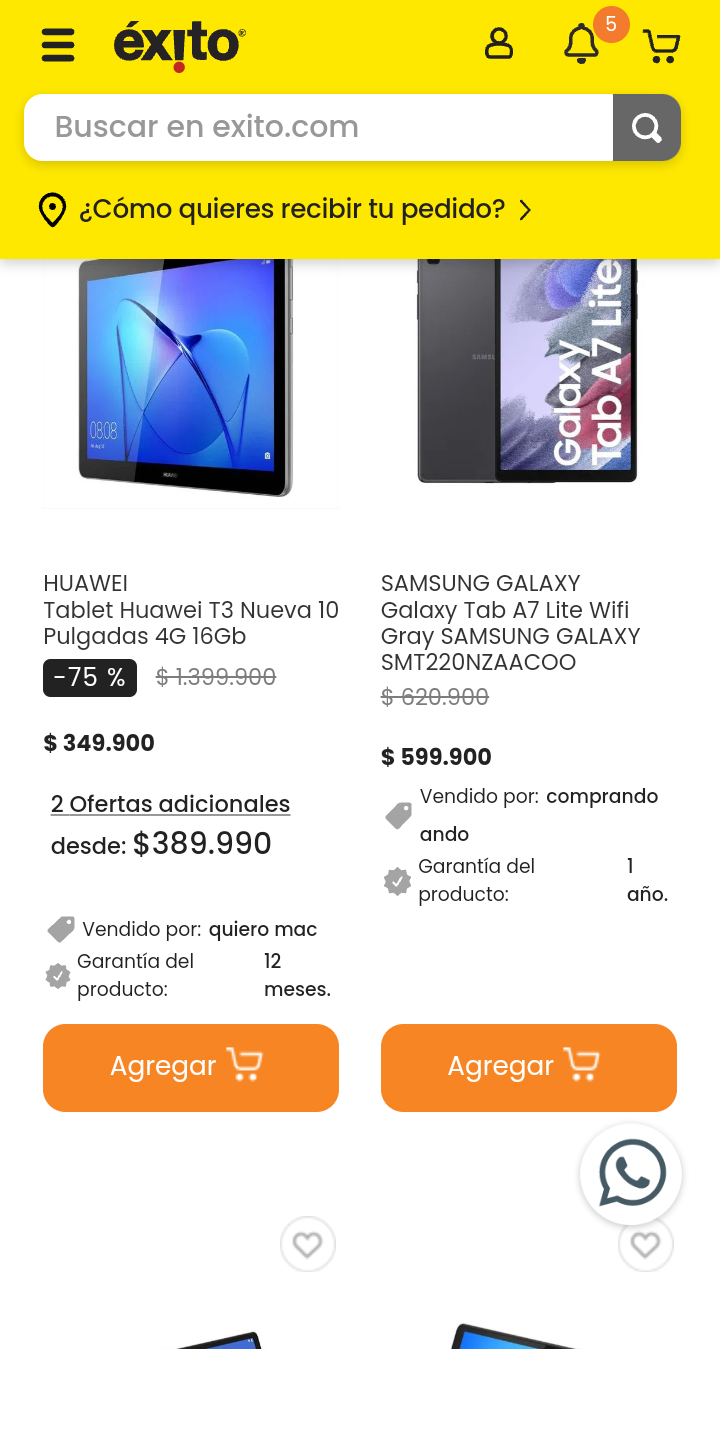 éxito®
5
Buscar en exito.com
¿Cómo quieres recibir tu pedido?
08:08
HUAWEI
SAMSUNG
Galaxy
Tab A7 Lite
HUAWEI
Tablet Huawei T3 Nueva 10
Pulgadas 4G 16Gb
-75 % $ 1.399.900
$ 349.900
2 Ofertas adicionales
desde: $389.990
Vendido por: quiero mac
Garantía del
producto:
12
meses.
Agregar
SAMSUNG GALAXY
Galaxy Tab A7 Lite Wifi
Gray SAMSUNG GALAXY
SMT220NZAACOO
$ 620.900
$ 599.900
Vendido por: comprando
ando
Garantía del
producto:
1
año.
Agregar